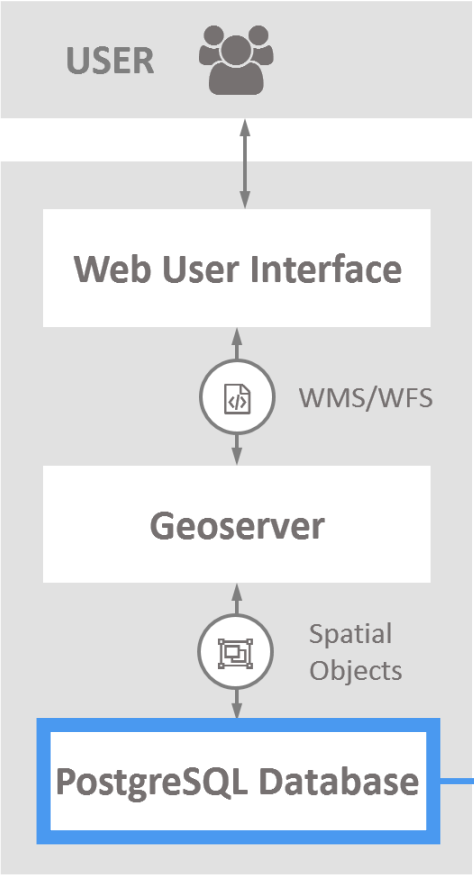 USER
Web User Interface
WMS/WFS
Geoserver
Spatial
Objects
PostgreSQL Database